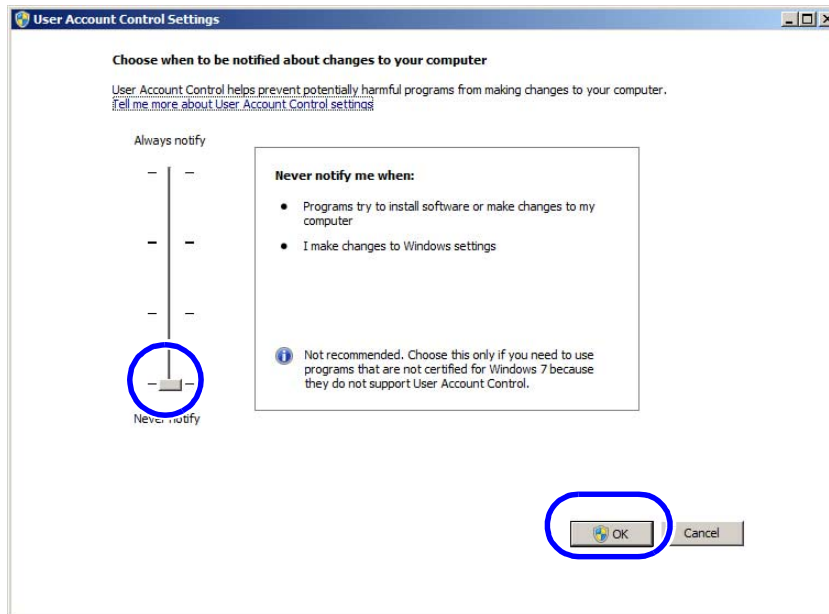 User Account Control Settings
Choose when to be notified about changes to your computer
User Account Control helps prevent potentially harmful programs from making changes to your computer.
Tell me more about User Account Control settings
Always notify
Never notify me when:
Programs try to install software or make changes to my
computer
I make changes to Windows settings
Not recommended. Choose this only if you need to use
programs that are not certified for Windows 7 because
they do not support User Account Control.
Never notify
OK
Cancel